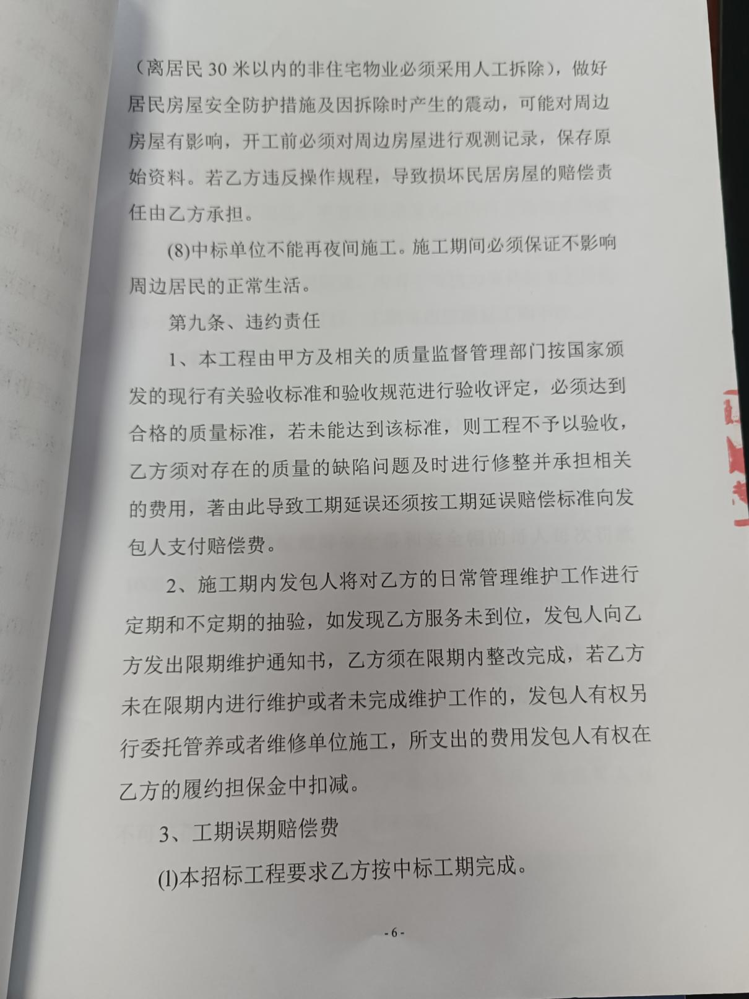 （离居民 30 米以内的非住宅物业必须采用人工拆除），做好
居民房屋安全防护措施及因拆除时产生的震动，可能对周边
房屋有影响，开工前必须对周边房屋进行观测记录，保存原
始资料。若乙方违反操作规程，导致损坏民居房屋的赔偿责
任由乙方承担。
(8)中标单位不能再夜间施工。施工期间必须保证不影响
周边居民的正常生活。
第九条、违约责任
1、本工程由甲方及相关的质量监督管理部门按国家颁
发的现行有关验收标准和验收规范进行验收评定，必须达到
合格的质量标准，若未能达到该标准，则工程不予以验收，
乙方须对存在的质量的缺陷问题及时进行修整并承担相关
的费用，著由此导致工期延误还须按工期延误赔偿标准向发
包人支付赔偿费。
2、施工期内发包人将对乙方的日常管理维护工作进行
定期和不定期的抽验，如发现乙方服务未到位，发包人向乙
方发出限期维护通知书，乙方须在限期内整改完成，若乙方
未在限期内进行维护或者未完成维护工作的，发包人有权另
行委托管养或者维修单位施工，所支出的费用发包人有权在
乙方的履约担保金中扣减。
3、工期误期赔偿费
(l)本招标工程要求乙方按中标工期完成。
- 6 -